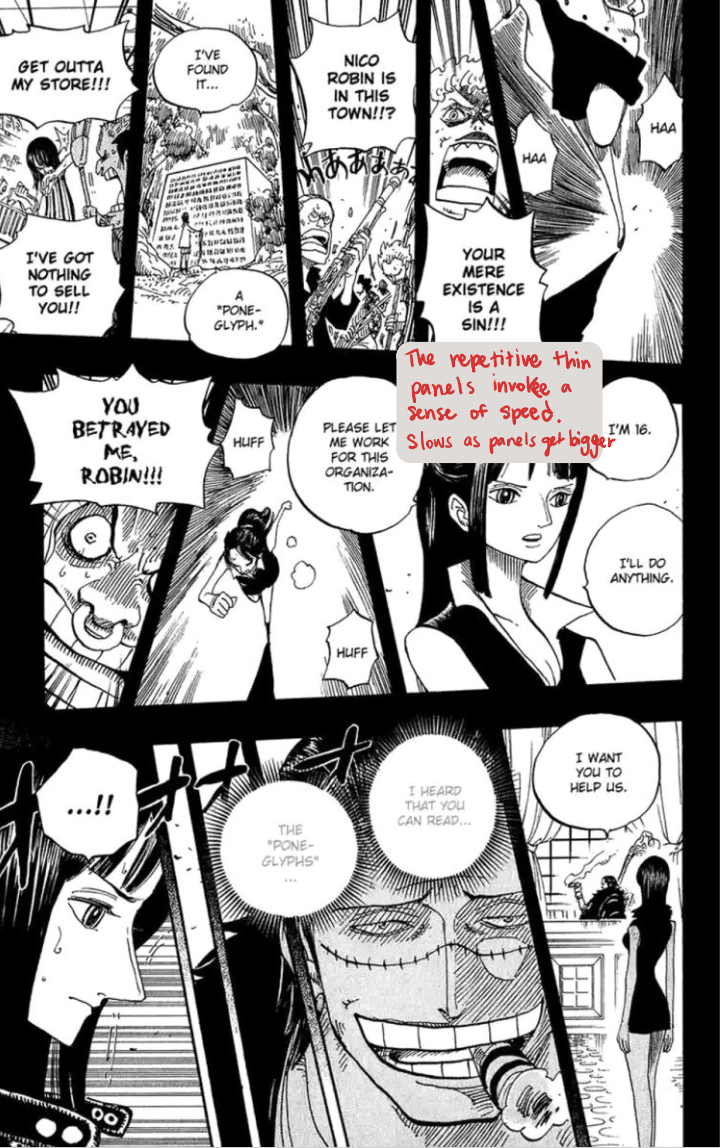 HAA
HAA
YOUR
MERE
EXISTENCE
IS A
SIN!!!
NICO
ROBIN IS
IN THIS
TOWN!!?
I'VE
FOUND
IT...
A
"PONE-
GLYPH."
GET OUTTA
MY STORE!!!
I'VE GOT
NOTHING
TO SELL
YOU!!
The repetitive thin
panels invoke a
sense of speed.
Slows as panels get bigger
I'M 16.
I'LL DO
ANYTHING.
PLEASE LET
ME WORK
FOR THIS
ORGANIZA-
TION.
HUFF
HUFF
YOU
BETRAYED
ME,
ROBIN!!!
I WANT
YOU TO
HELP US.
I HEARD
THAT YOU
CAN READ...
THE
"PONE-
GLYPHS"
...
...!!